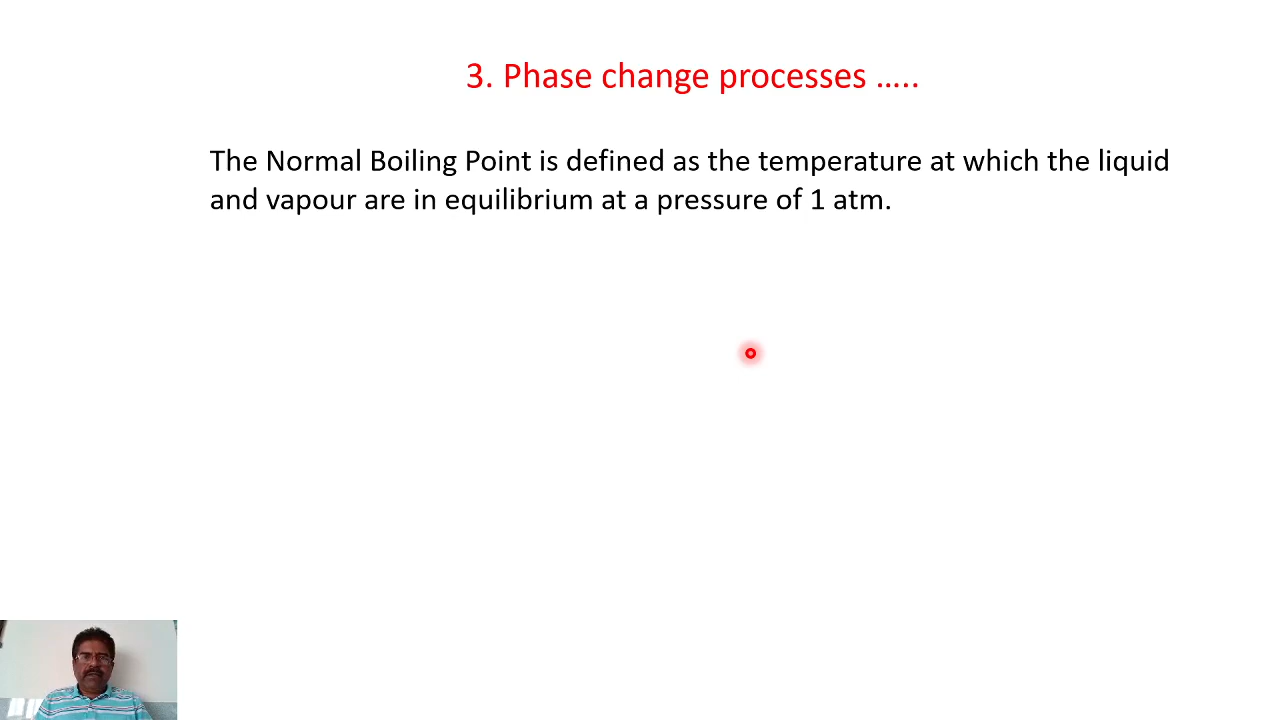 3. Phase change processes …..
The Normal Boiling Point is defined as the temperature at which the liquid
and vapour are in equilibrium at a pressure of 1 atm.